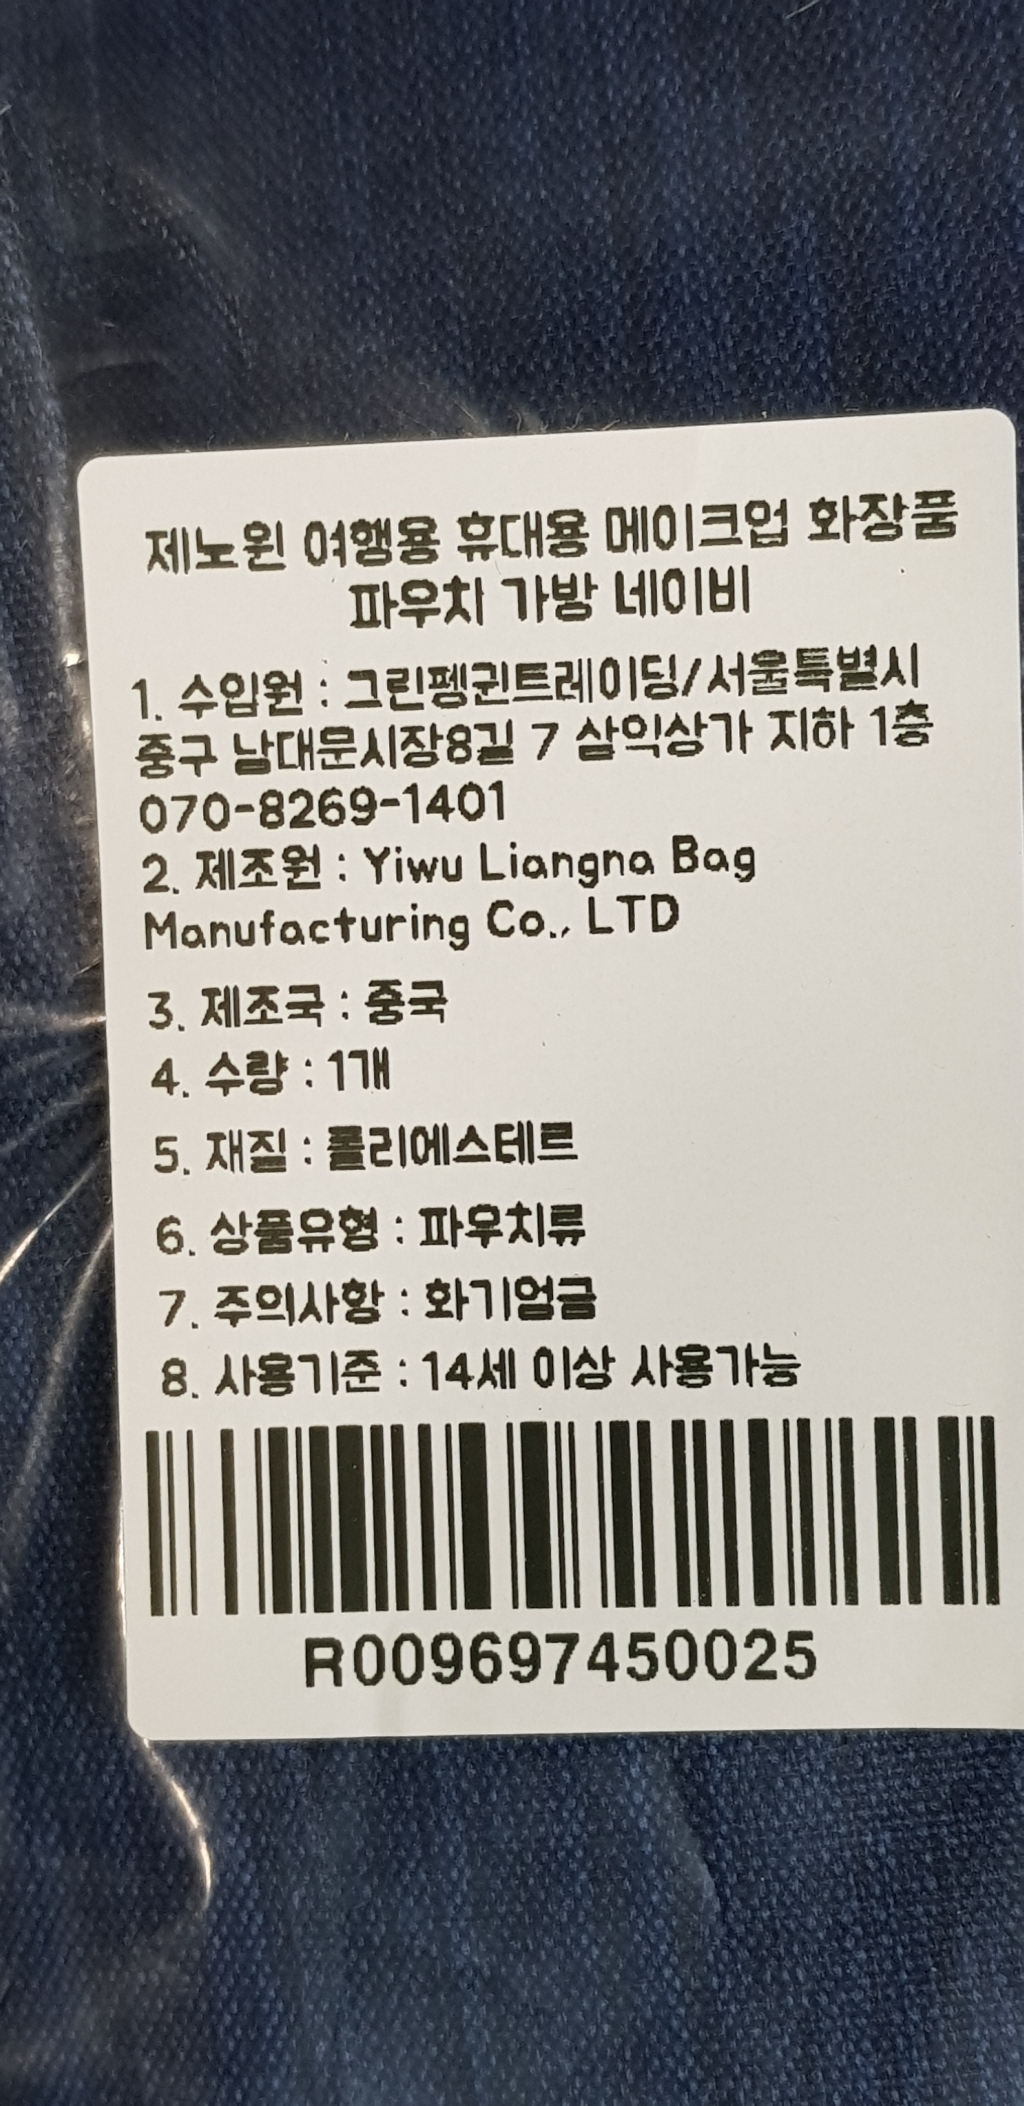 제노윈 여행용 휴대용 메이크업 화장품
파우치 가방 네이비
1. 수입원 : 그린펭귄트레이딩/서울특별시
중구 남대문시장8길 7 삼익상가 지하 1층
070-8269-1401
2. 제조원 : Yiwu Liangna Bag
Manufacturing Co., LTD
3. 제조국 : 중국
4. 수량 : 1개
5. 재질 : 폴리에스테르
6. 상품유형 : 파우치류
7. 주의사항 : 화기엄금
8. 사용기준 : 14세 이상 사용가능
R009697450025